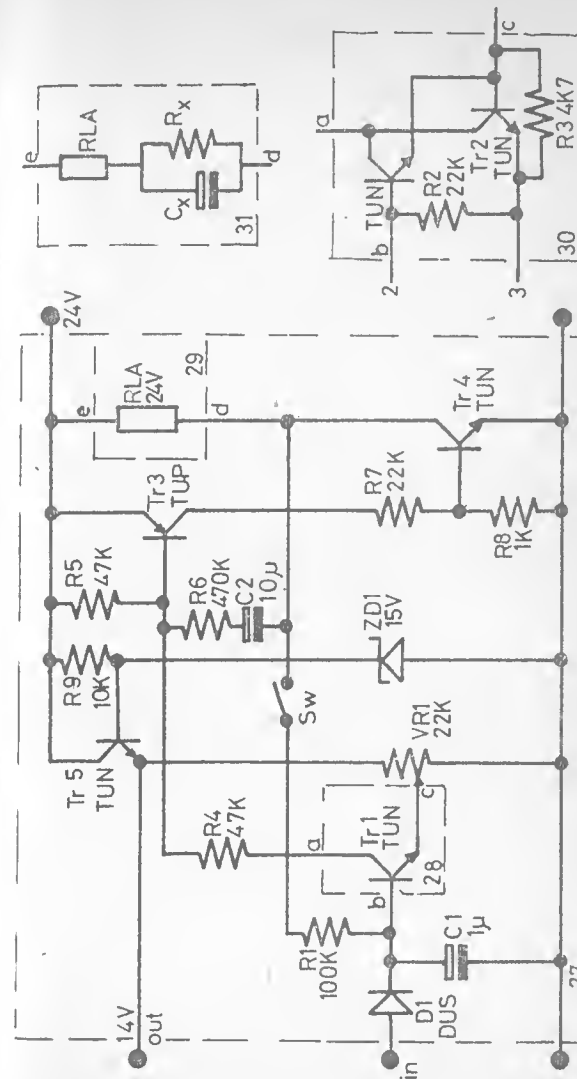 24V
14V
out
in
e
RLA
24V
d
29
Tr3
TUP
R5
47K
R9
10K
Tr 5
TUN
R6
470K
C2
10µ
R4
47K
Sw
R7
22K
Tr 4
TUN
R8
1K
ZD1
15V
VR1
22K
a
Tr1
TUN
b
c
28
R1
100K
D1
DUS
C1
1µ
e
RLA
Rx
Cx
d
31
a
b
2
TUN
R2
22K
Tr2
TUN
c
R3 4K7
3
30